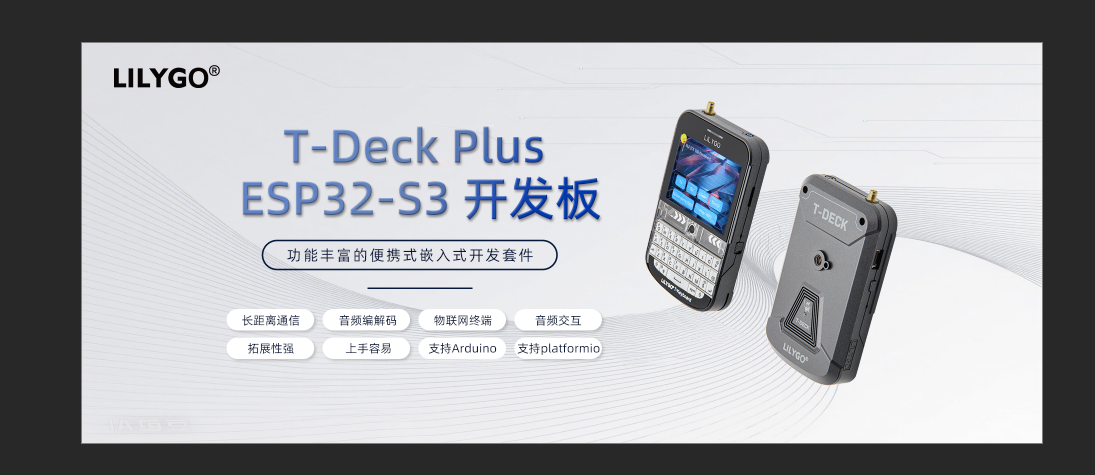 LILYGO®
T-Deck Plus
ESP32-S3 开发板
功能丰富的便携式嵌入式开发套件
长距离通信 音频编解码 物联网终端 音频交互
拓展性强 上手容易 支持Arduino 支持platformio
LILYGO
T-DECK
LILYGO®